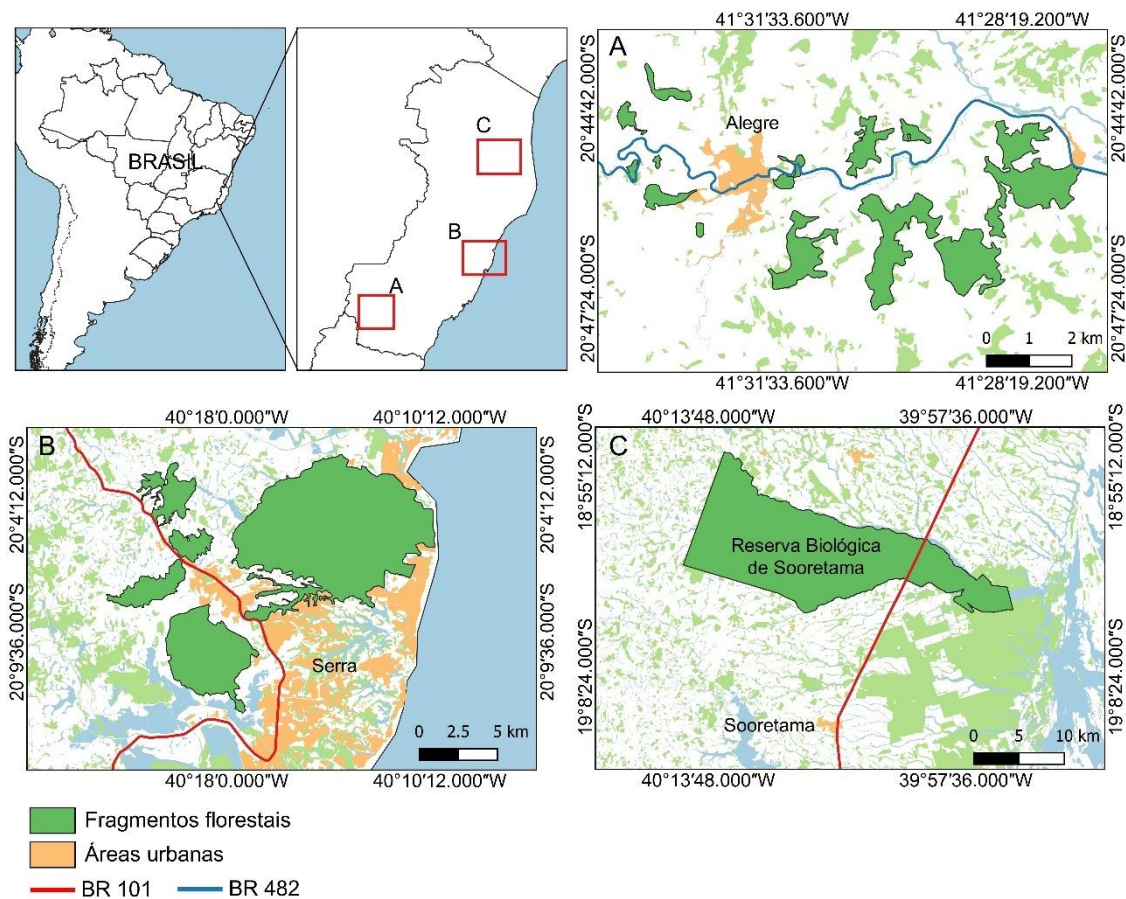 BRASIL
C
B
A
41°31'33.600"W 41°28'19.200"W
A
20°44'42.000"S
20°44'42.000"S
Alegre
20°47'24.000"S
20°47'24.000"S
0 1 2 km
41°31'33.600"W 41°28'19.200"W
40°18'0.000"W 40°10'12.000"W
B
20°4'12.000"S
20°4'12.000"S
20°9'36.000"S
20°9'36.000"S
Serra
0 2.5 5 km
40°18'0.000"W 40°10'12.000"W
40°13'48.000"W 39°57'36.000"W
C
18°55'12.000"S
18°55'12.000"S
Reserva Biológica
de Sooretama
19°8'24.000"S
19°8'24.000"S
Sooretama
0 5 10 km
40°13'48.000"W 39°57'36.000"W
Fragmentos florestais
Áreas urbanas
BR 101 BR 482